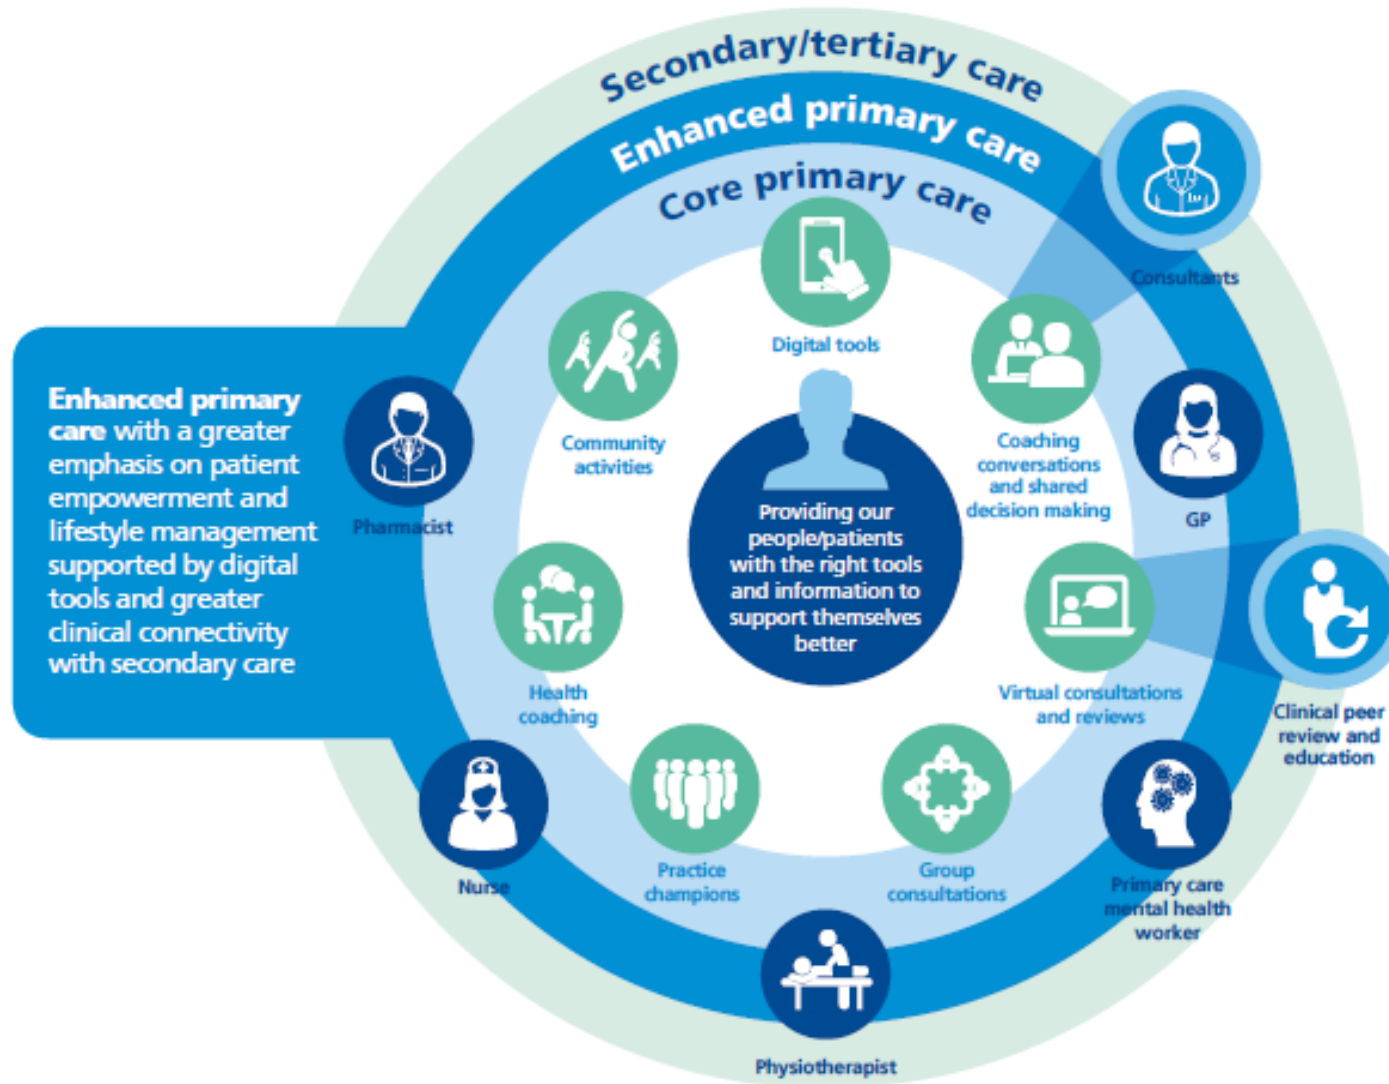 Secondary/tertiary care
Enhanced primary care
Core primary care
Consultants
Digital tools
Community
activities
Coaching
conversations
and shared
decision making
GP
Pharmacist
Enhanced primary
care with a greater
emphasis on patient
empowerment and
lifestyle management
supported by digital
tools and greater
clinical connectivity
with secondary care
Providing our
people/patients
with the right tools
and information to
support themselves
better
Health
coaching
Virtual consultations
and reviews
Clinical peer
review and
education
Practice
champions
Group
consultations
Nurse
Primary care
mental health
worker
Physiotherapist